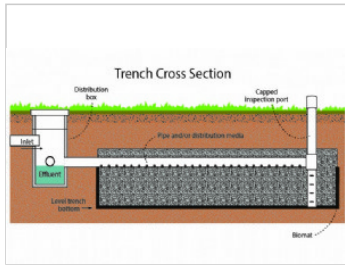 Trench Cross Section
Distribution
box
Capped
Inspection port
Inlet
Pipe and/or distribution media
Effluent
Level trench
bottom
Biomat